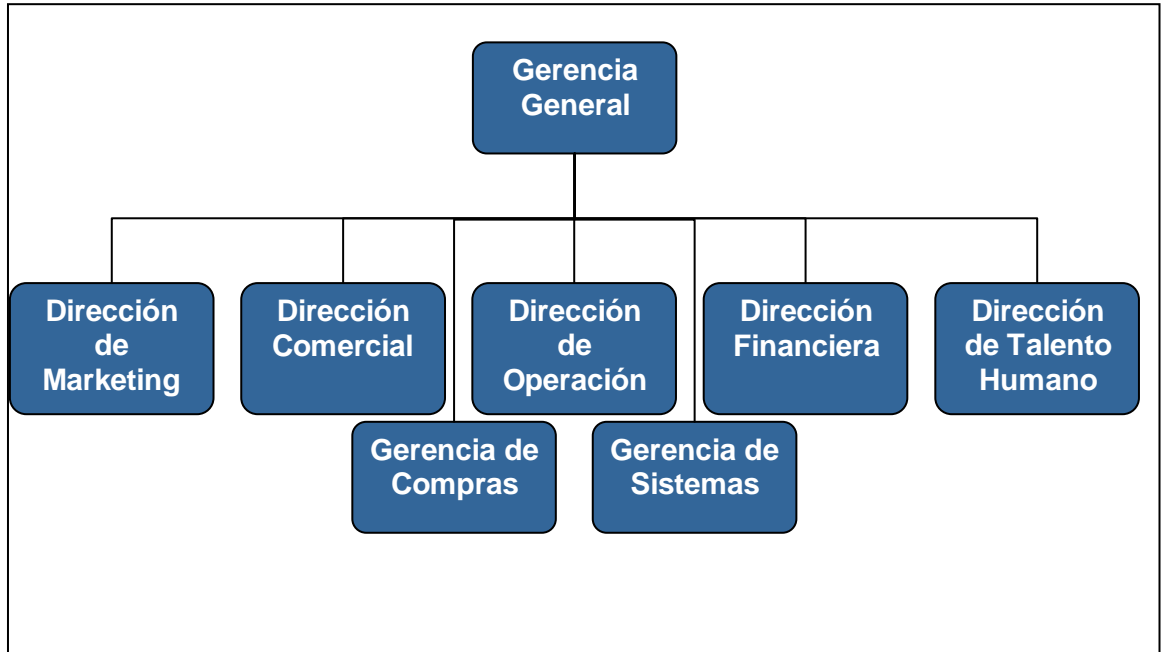 Gerencia
General
Dirección
de
Marketing
Dirección
Comercial
Dirección
de
Operación
Dirección
Financiera
Dirección
de Talento
Humano
Gerencia de
Compras
Gerencia de
Sistemas